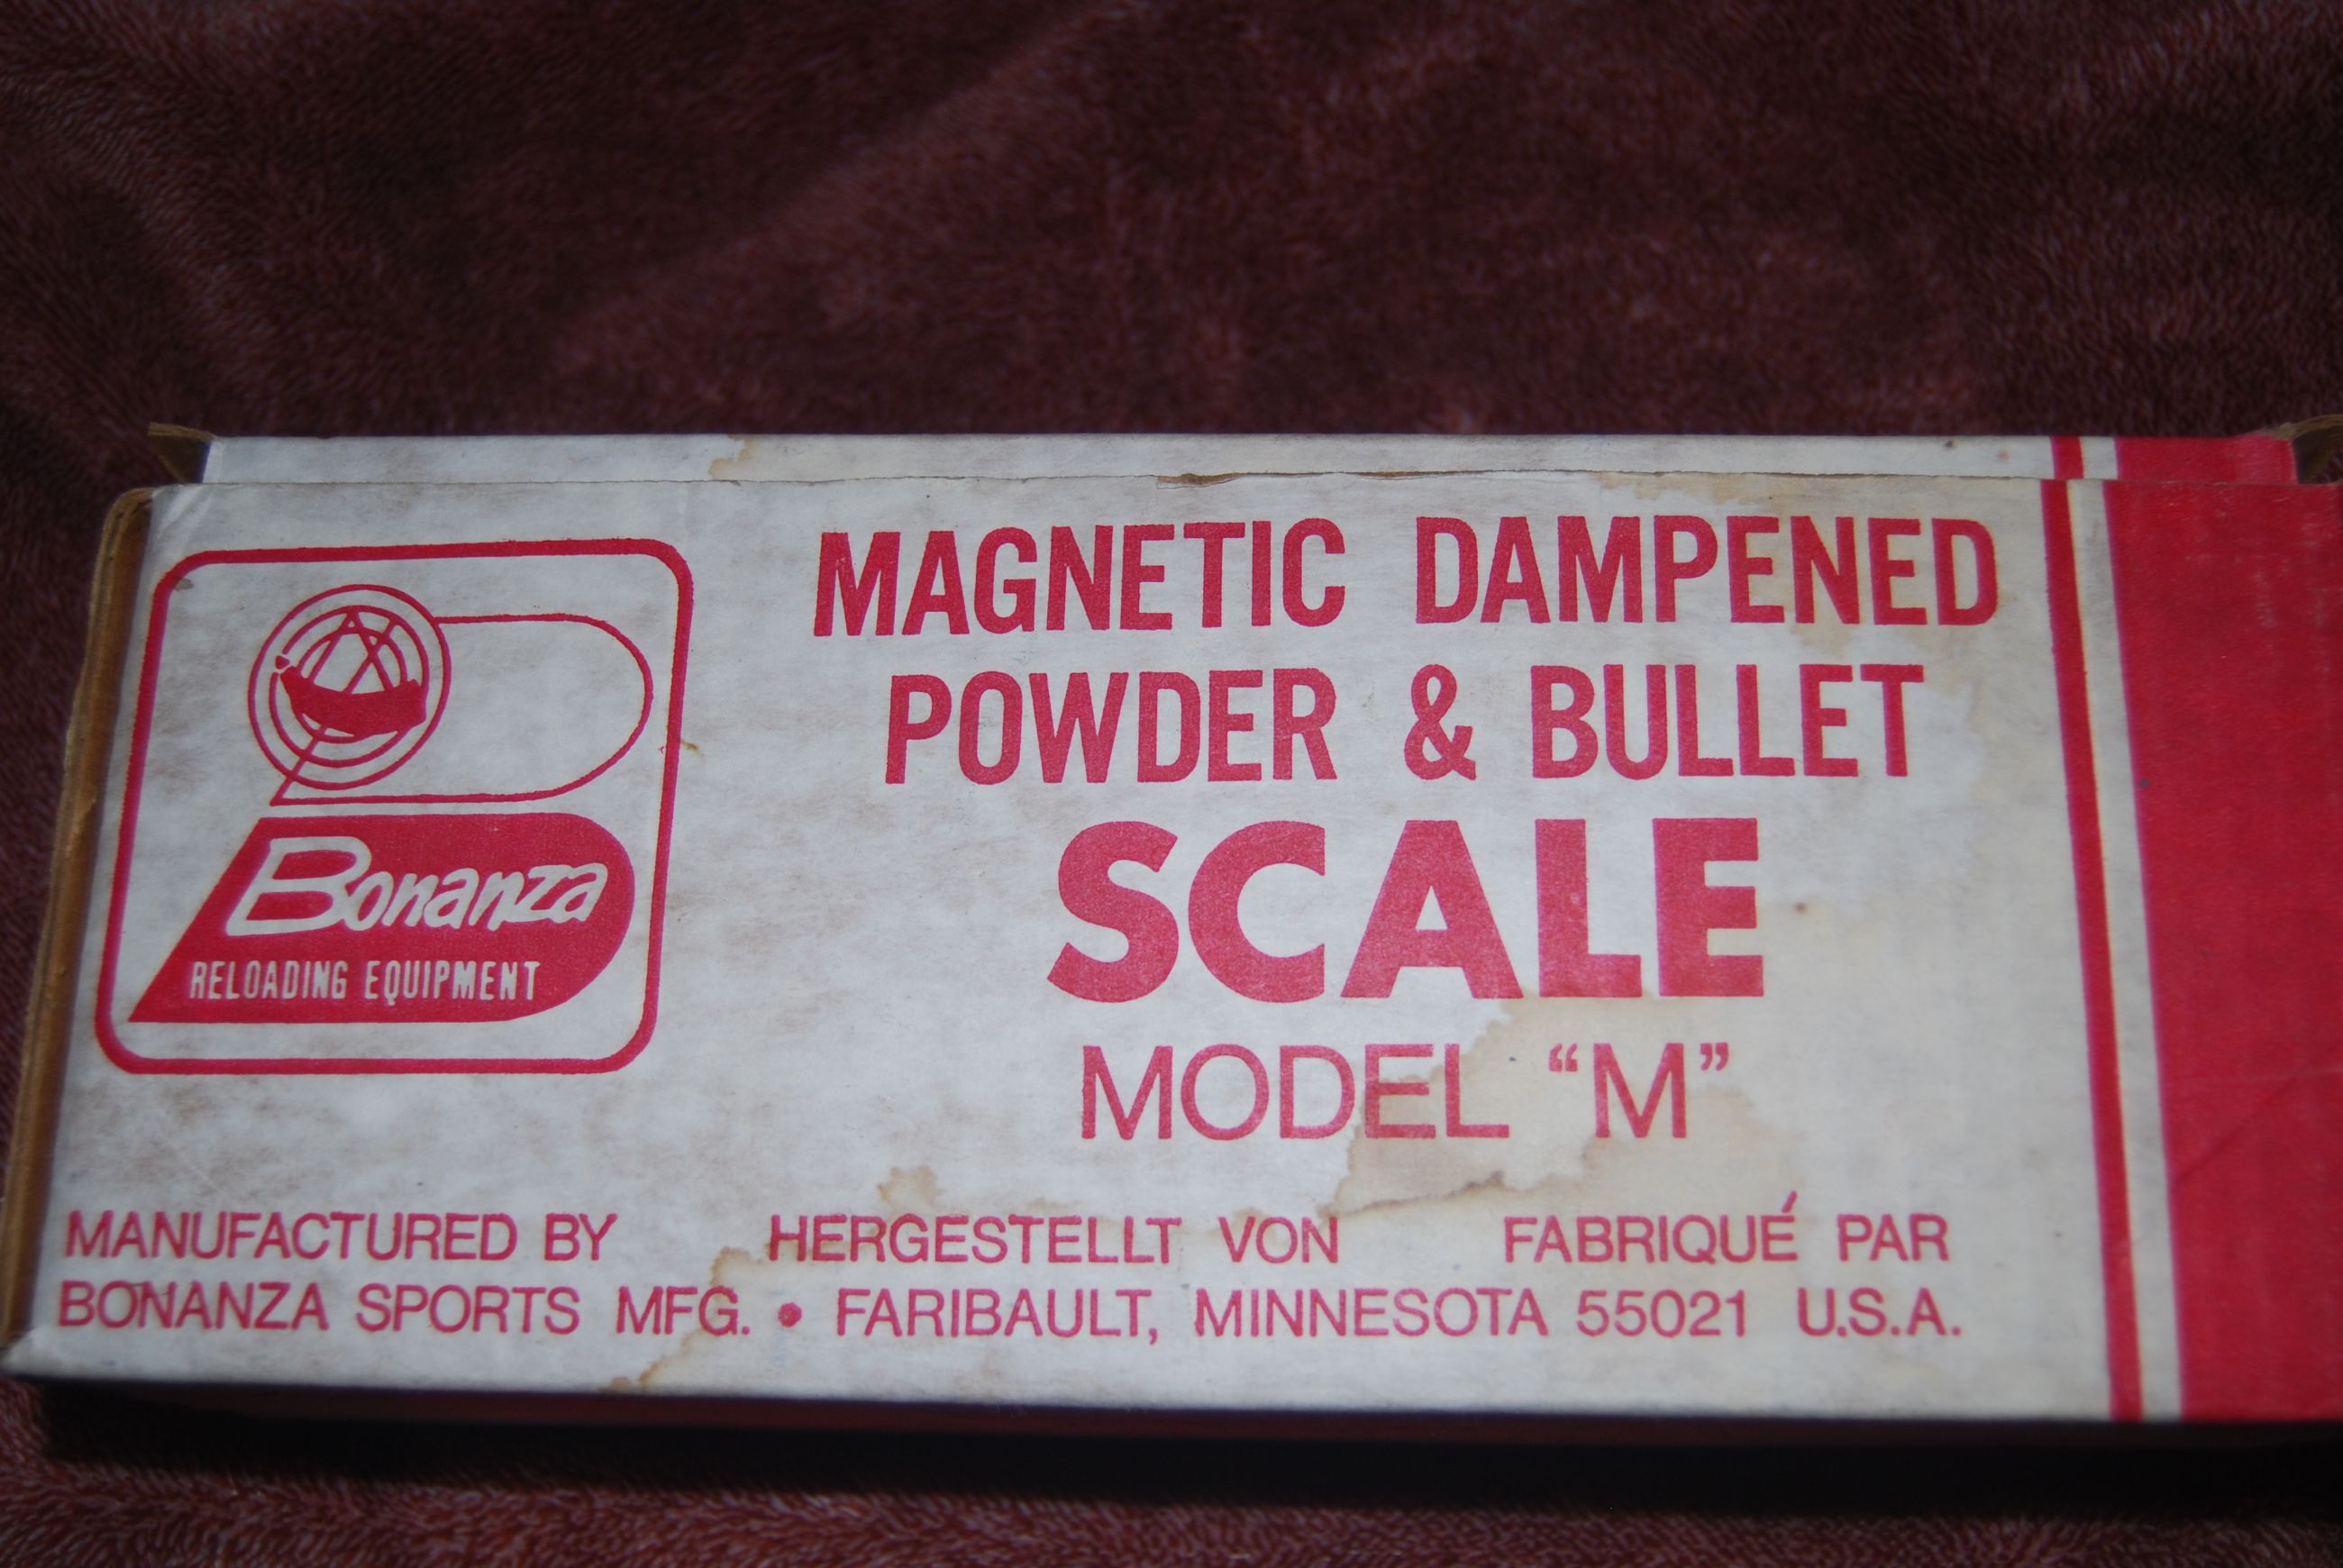 Bonanza
RELOADING EQUIPMENT
MAGNETIC DAMPENED
POWDER & BULLET
SCALE
MODEL “M”
MANUFACTURED BY HERGESTELLT VON FABRIQUÉ PAR
BONANZA SPORTS MFG. • FARIBAULT, MINNESOTA 55021 U.S.A.